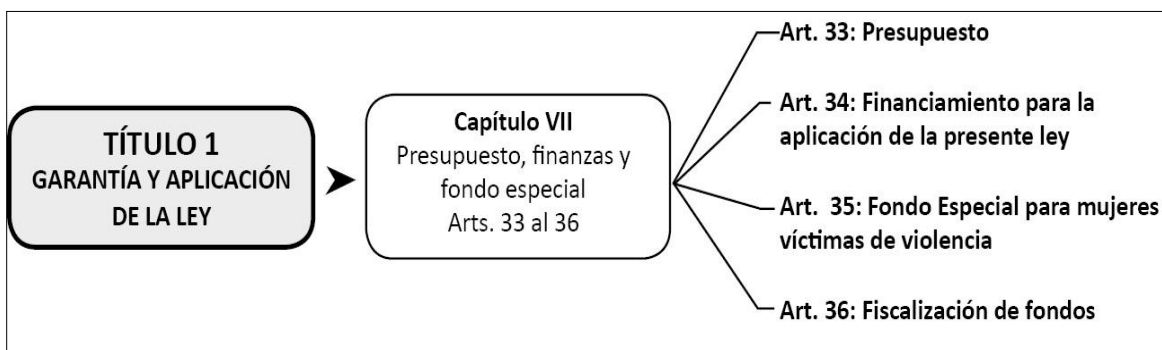 TÍTULO 1
GARANTÍA Y APLICACIÓN
DE LA LEY
Capítulo VII
Presupuesto, finanzas y
fondo especial
Arts. 33 al 36
Art. 33: Presupuesto
Art. 34: Financiamiento para la
aplicación de la presente ley
Art. 35: Fondo Especial para mujeres
víctimas de violencia
Art. 36: Fiscalización de fondos